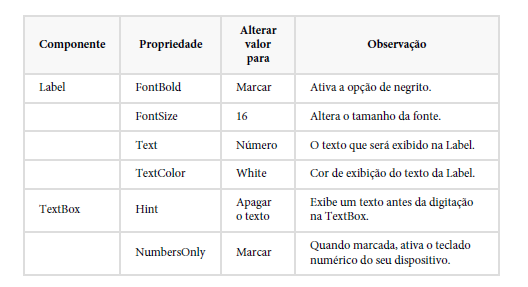 Componente Propriedade Alterar valor para Observação
Label FontBold Marcar Ativa a opção de negrito.
FontSize 16 Altera o tamanho da fonte.
Text Número O texto que será exibido na Label.
TextColor White Cor de exibição do texto da Label.
TextBox Hint Apagar o texto Exibe um texto antes da digitação na TextBox.
NumbersOnly Marcar Quando marcada, ativa o teclado numérico do seu dispositivo.